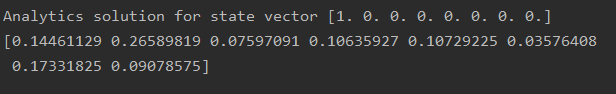 Analytics solution for state vector [1. 0. 0. 0. 0. 0. 0. 0.]
[0.14461129 0.26589819 0.07597091 0.10635927 0.10729225 0.03576408
 0.17331825 0.09078575]